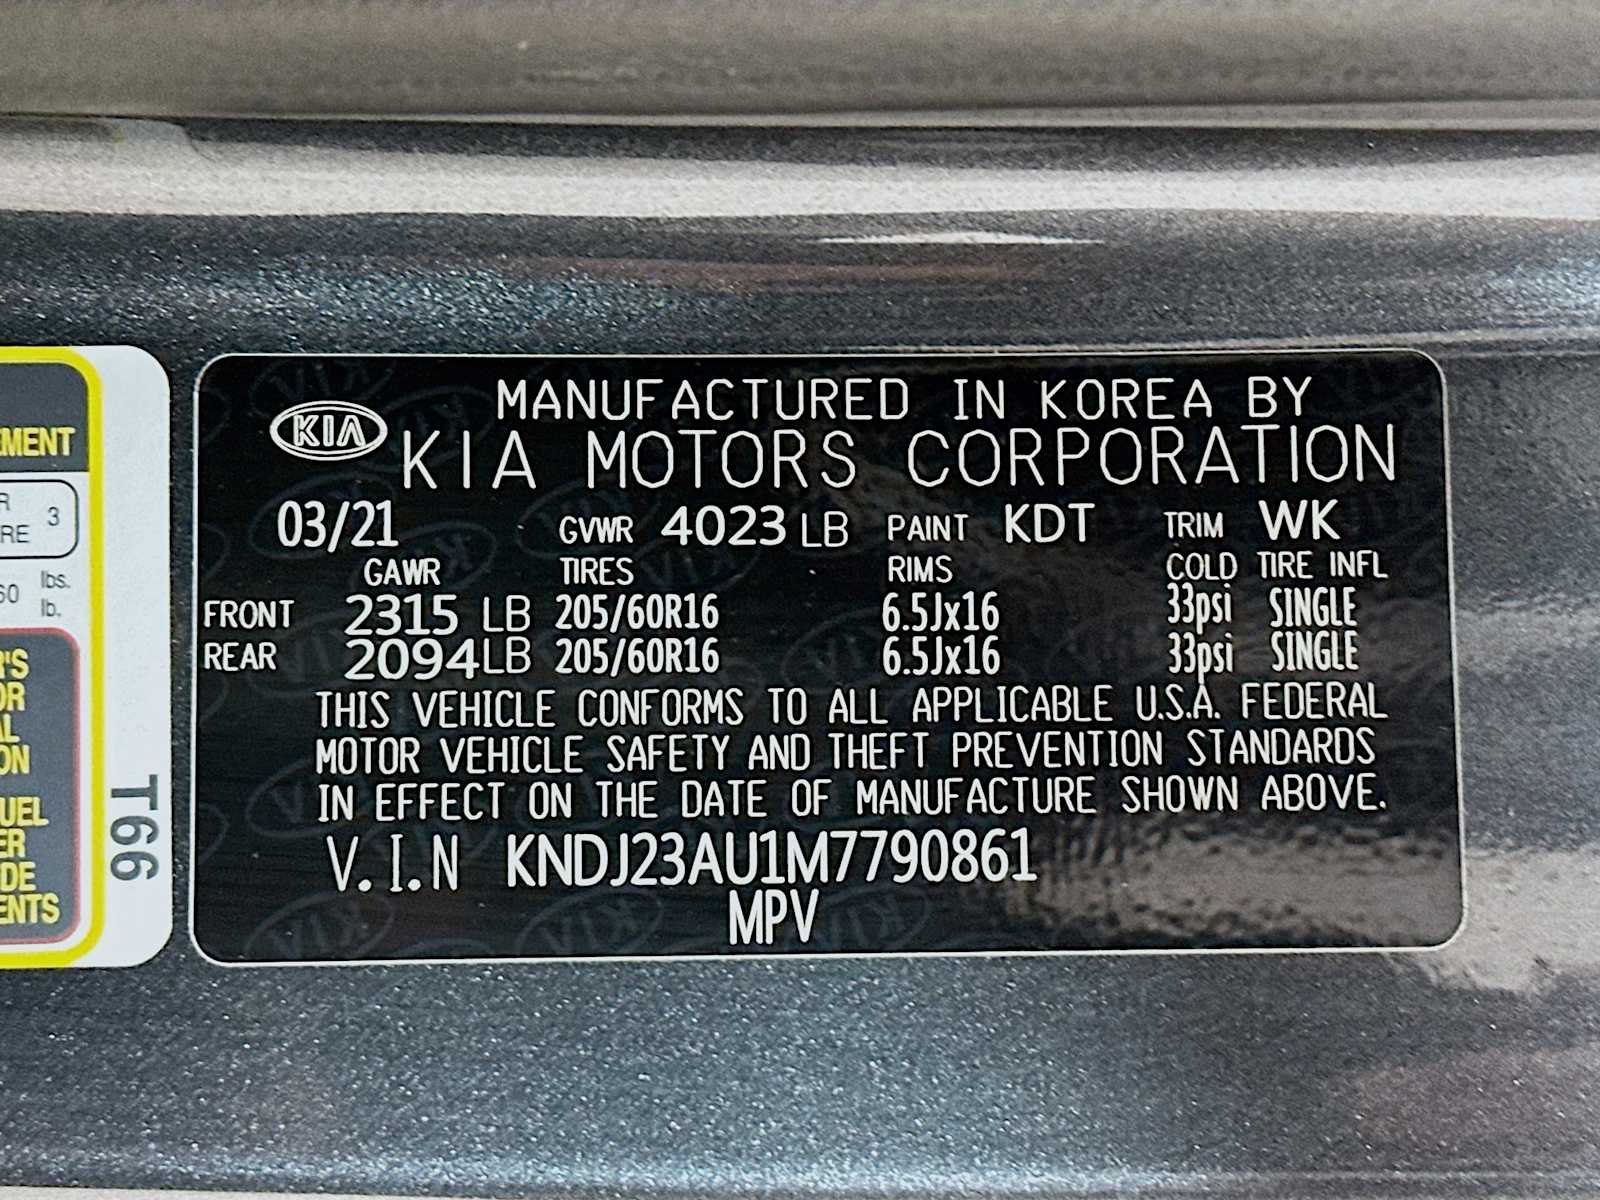 KIA
MANUFACTURED IN KOREA BY
KIA MOTORS CORPORATION
03/21 GVWR 4023 LB PAINT KDT TRIM WK
GAWR TIRES RIMS COLD TIRE INFL
FRONT 2315 LB 205/60R16 6.5Jx16 33psi SINGLE
REAR 2094 LB 205/60R16 6.5Jx16 33psi SINGLE
THIS VEHICLE CONFORMS TO ALL APPLICABLE U.S.A. FEDERAL
MOTOR VEHICLE SAFETY AND THEFT PREVENTION STANDARDS
IN EFFECT ON THE DATE OF MANUFACTURE SHOWN ABOVE.
V.I.N KNDJ23AU1M7790861
MPV
3
lbs.
lb.
T66